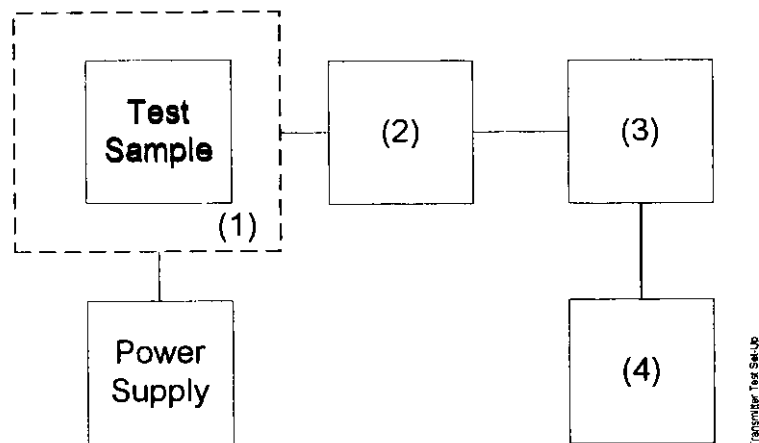 Test
Sample
(1)
(2)
(3)
Power
Supply
(4)
Transmitter Test Set-Up